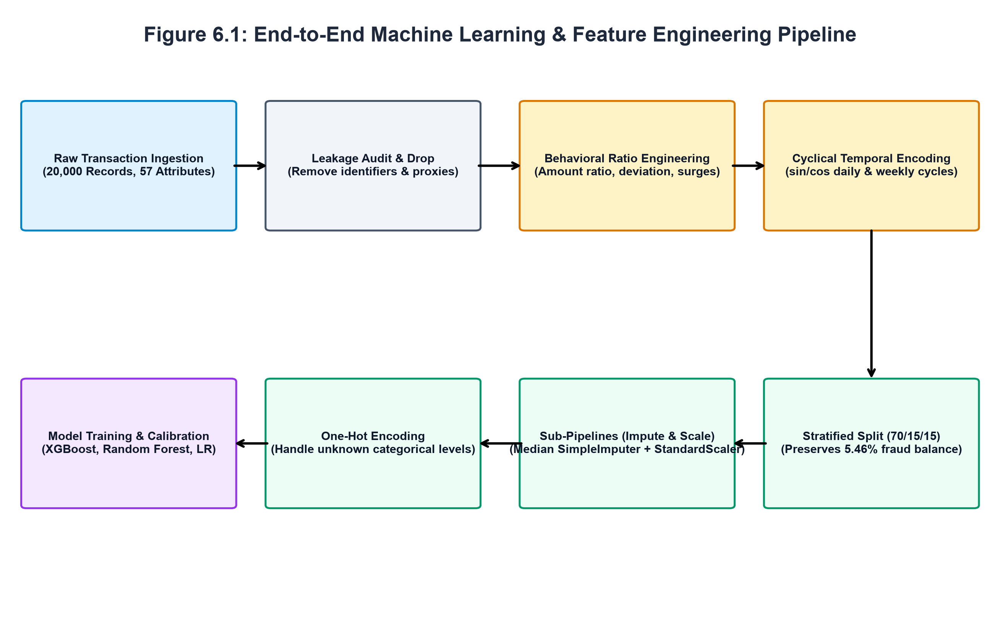 Figure 6.1: End-to-End Machine Learning & Feature Engineering Pipeline
Raw Transaction Ingestion
(20,000 Records, 57 Attributes)
Leakage Audit & Drop
(Remove identifiers & proxies)
Behavioral Ratio Engineering
(Amount ratio, deviation, surges)
Cyclical Temporal Encoding
(sin/cos daily & weekly cycles)
Model Training & Calibration
(XGBoost, Random Forest, LR)
One-Hot Encoding
(Handle unknown categorical levels)
Sub-Pipelines (Impute & Scale)
(Median SimpleImputer + StandardScaler)
Stratified Split (70/15/15)
(Preserves 5.46% fraud balance)